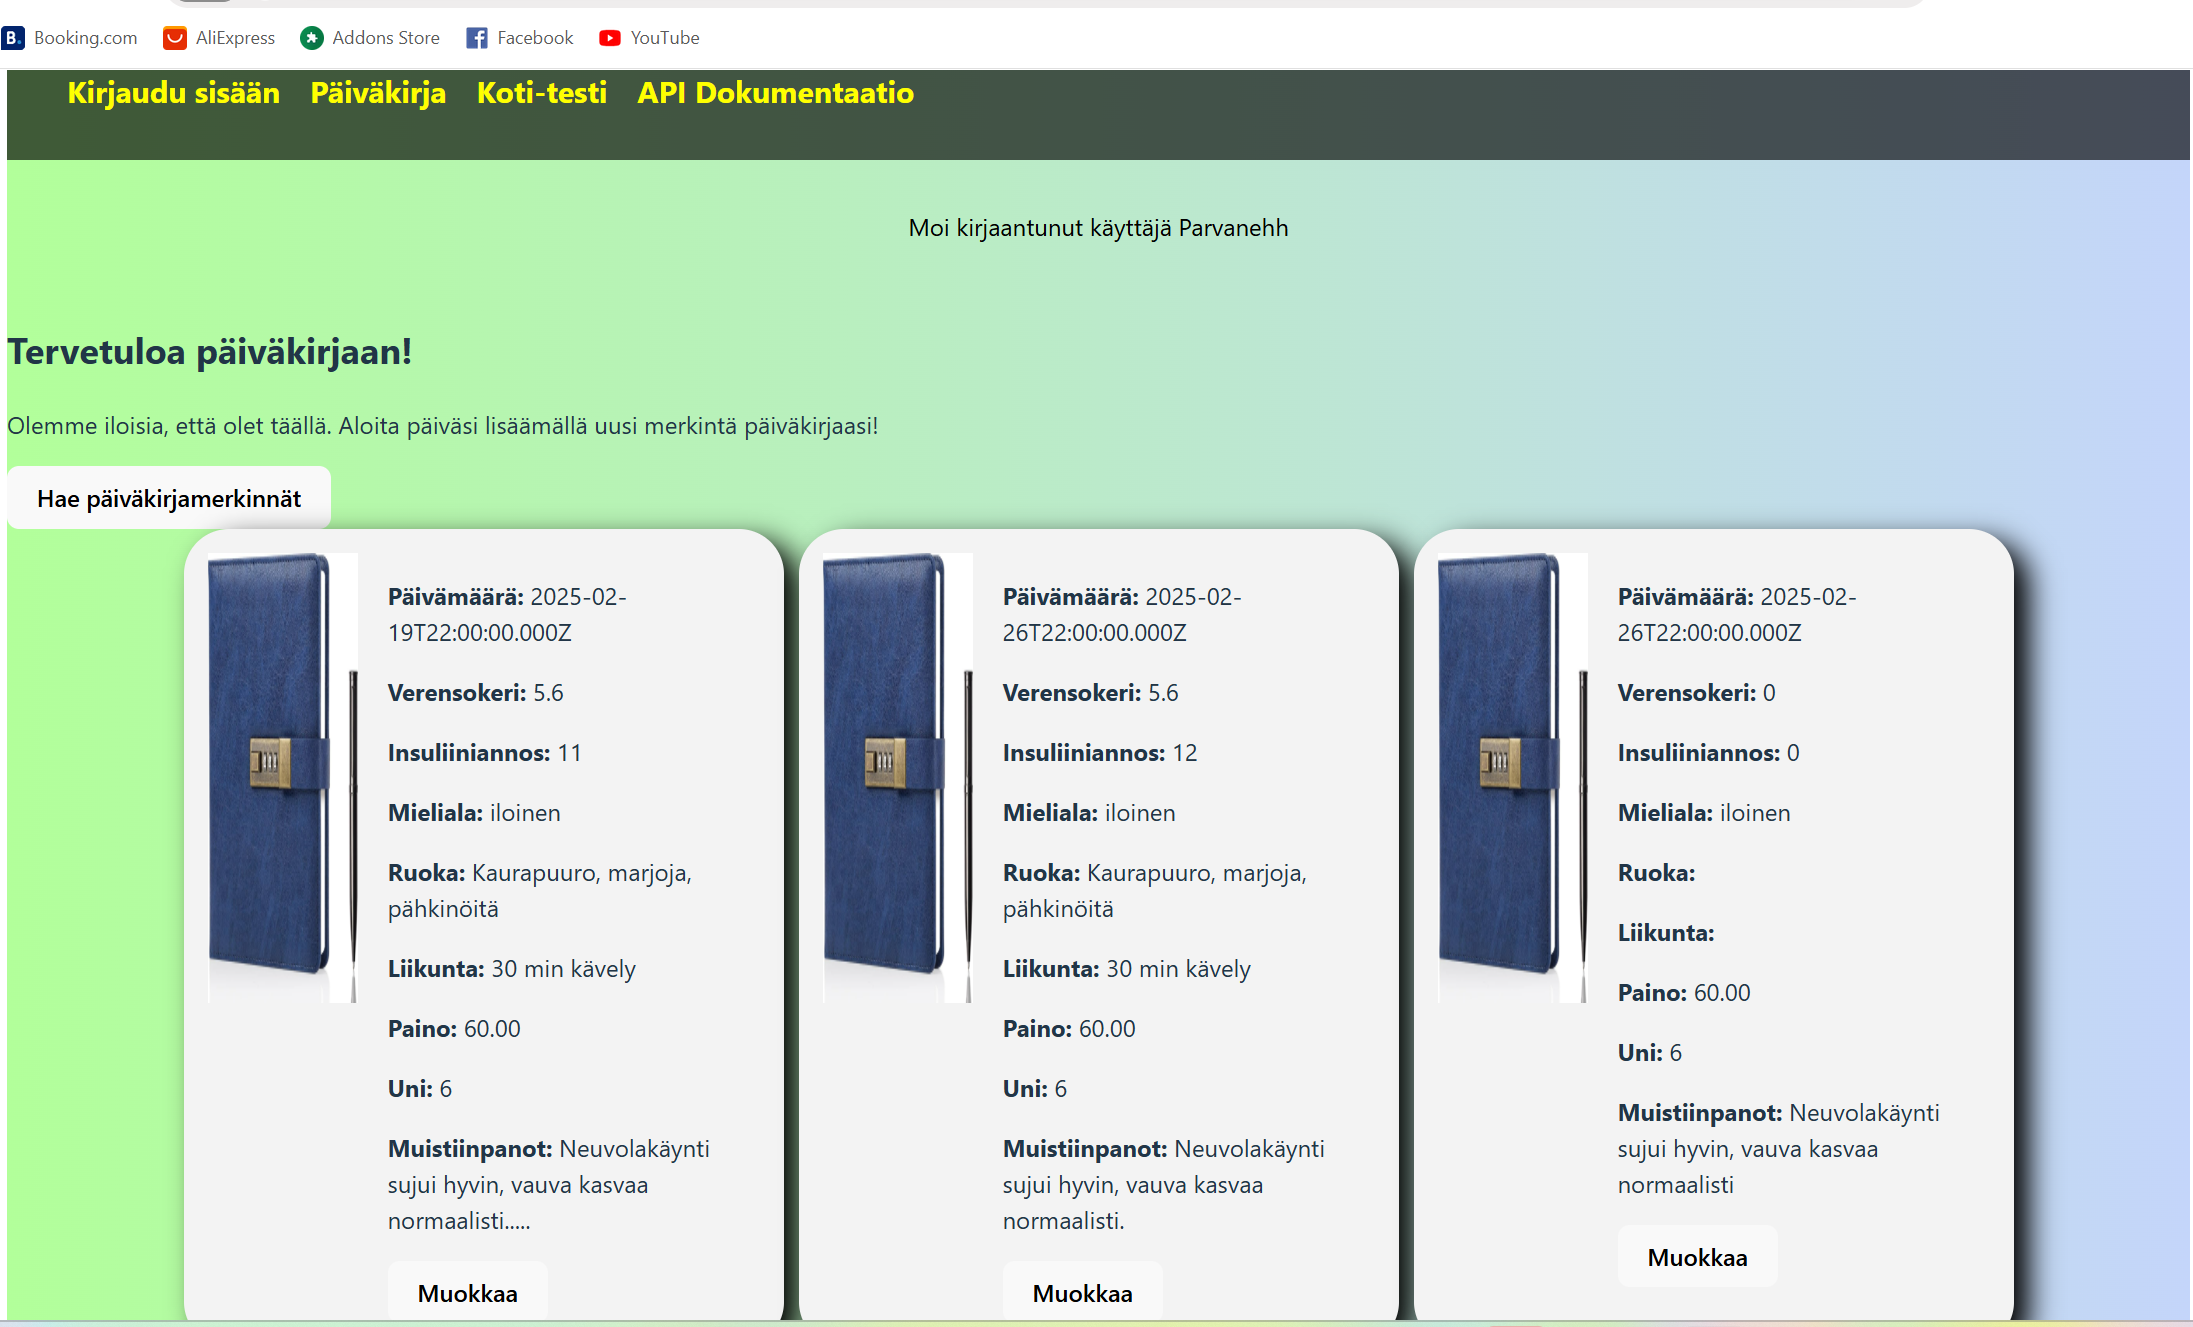 Booking.com AliExpress Addons Store Facebook YouTube
Kirjaudu sisään Päiväkirja Koti-testi API Dokumentaatio
Moi kirjaantunut käyttäjä Parvanehh
Tervetuloa päiväkirjaan!
Olemme iloisia, että olet täällä. Aloita päiväsi lisäämällä uusi merkintä päiväkirjaasi!
Hae päiväkirjamerkinnät
Päivämäärä: 2025-02-
19T22:00:00.000Z
Verensokeri: 5.6
Insuliiniannos: 11
Mieliala: iloinen
Ruoka: Kaurapuuro, marjoja,
pähkinöitä
Liikunta: 30 min kävely
Paino: 60.00
Uni: 6
Muistiinpanot: Neuvolakäynti
sujui hyvin, vauva kasvaa
normaalisti.....
Muokkaa
Päivämäärä: 2025-02-
26T22:00:00.000Z
Verensokeri: 5.6
Insuliiniannos: 12
Mieliala: iloinen
Ruoka: Kaurapuuro, marjoja,
pähkinöitä
Liikunta: 30 min kävely
Paino: 60.00
Uni: 6
Muistiinpanot: Neuvolakäynti
sujui hyvin, vauva kasvaa
normaalisti.
Muokkaa
Päivämäärä: 2025-02-
26T22:00:00.000Z
Verensokeri: 0
Insuliiniannos: 0
Mieliala: iloinen
Ruoka:
Liikunta:
Paino: 60.00
Uni: 6
Muistiinpanot: Neuvolakäynti
sujui hyvin, vauva kasvaa
normaalisti
Muokkaa